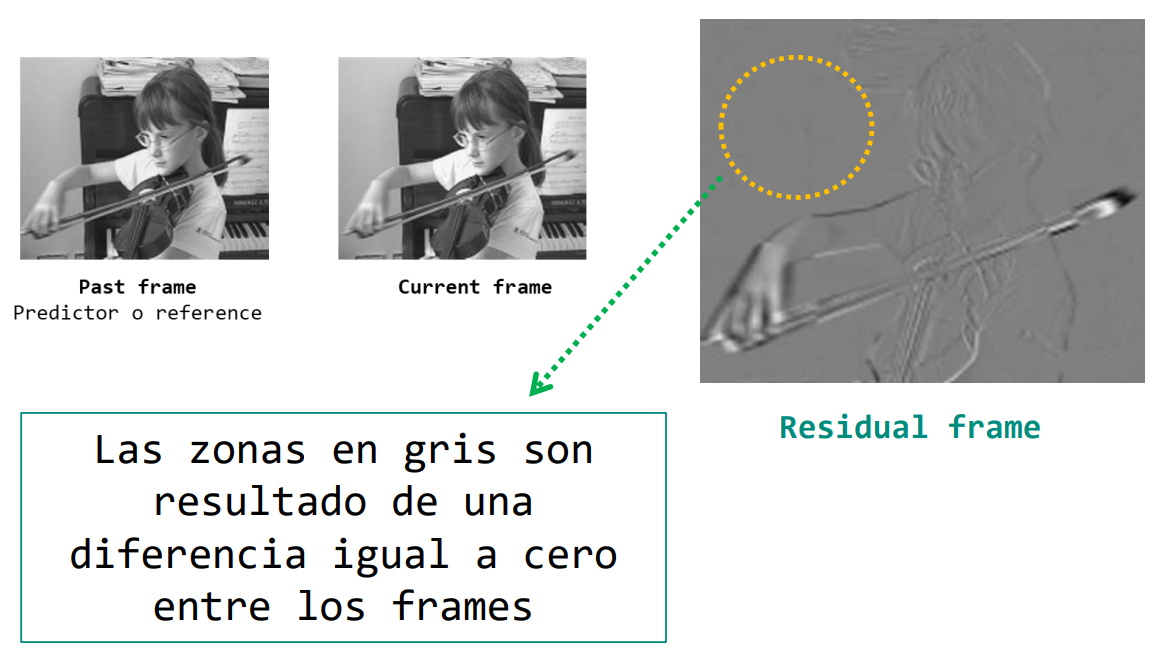 Past frame
Predictor o reference
Current frame
Residual frame
Las zonas en gris son
resultado de una
diferencia igual a cero
entre los frames